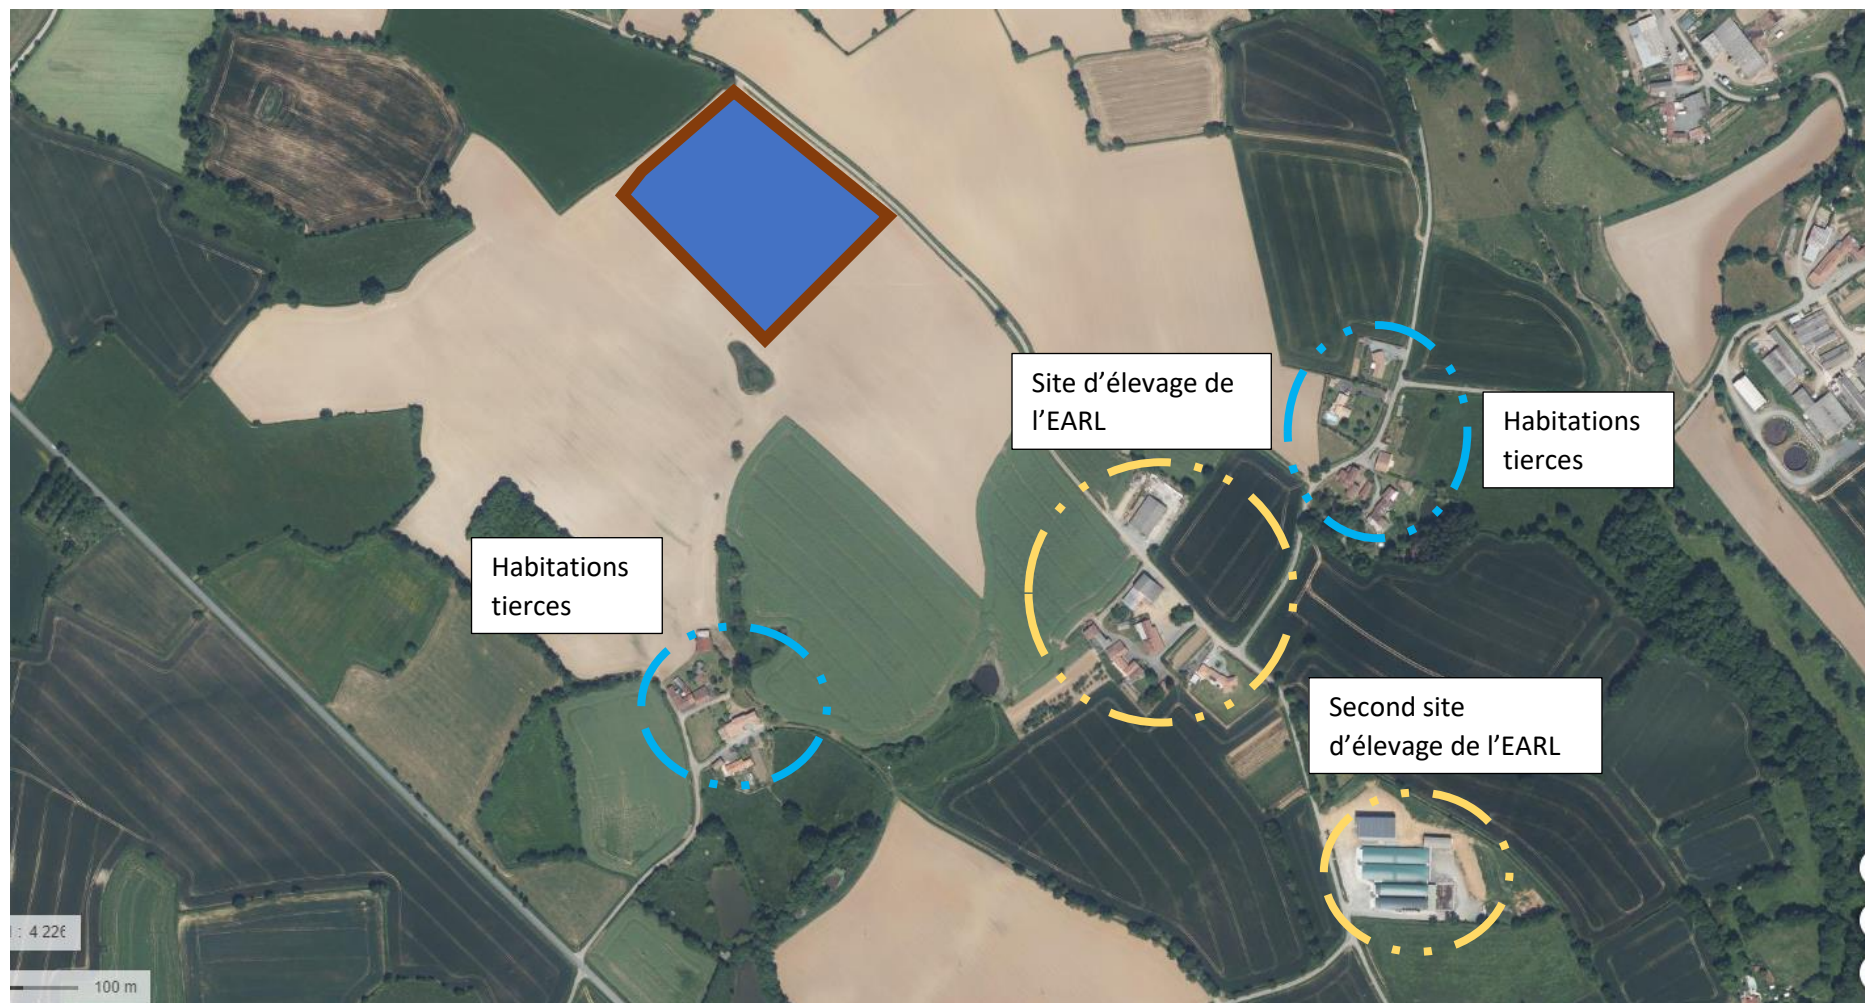 Site d'élevage de
l'EARL
Habitations
tierces
Habitations
tierces
Second site
d'élevage de l'EARL
: 4 226
100 m